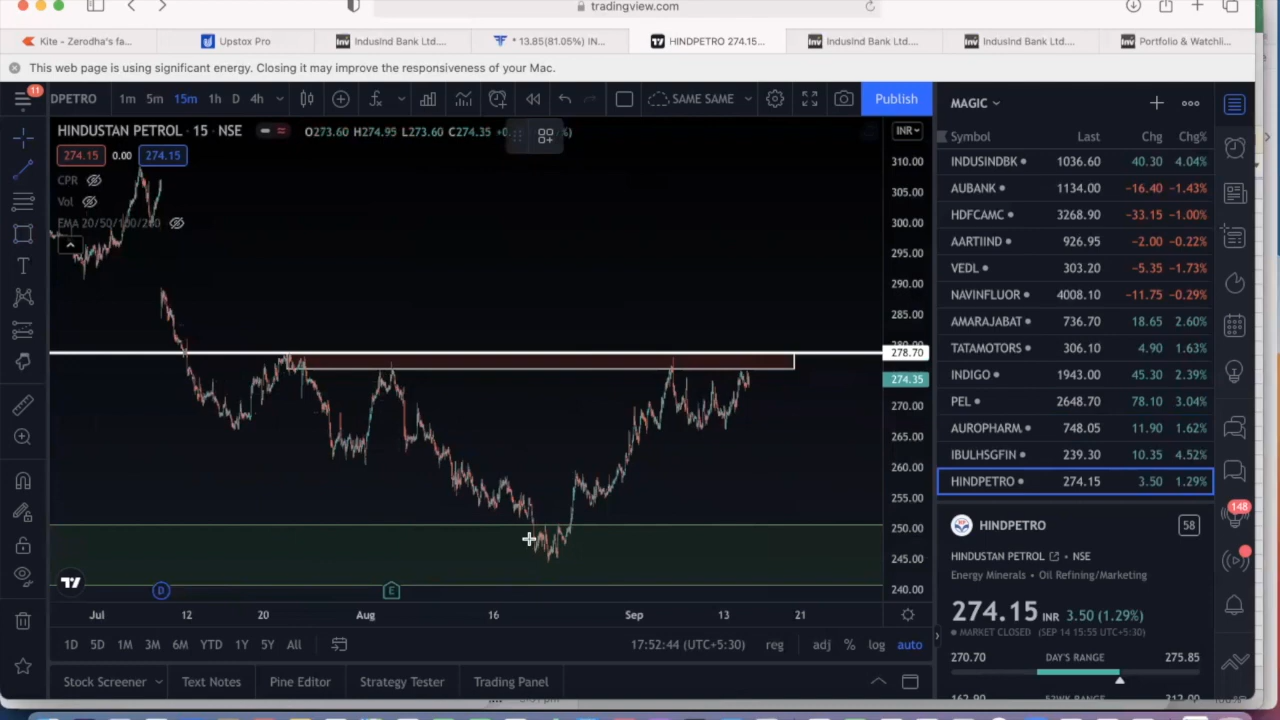 tradingview.com
Kite - Zerodha's fa...
Upstox Pro
IndusInd Bank Ltd....
* 13.85(81.05%) IN...
HINDPETRO 274.15...
IndusInd Bank Ltd....
IndusInd Bank Ltd....
Portfolio & Watchli...
This web page is using significant energy. Closing it may improve the responsiveness of your Mac.
11
DPETRO 1m 5m 15m 1h D 4h SAME SAME Publish
HINDUSTAN PETROL · 15 · NSE O273.60 H274.95 L273.60 C274.35
INR
274.15 0.00 274.15
CPR
Vol
EMA 20/50/100/200
310.00
305.00
300.00
295.00
290.00
285.00
280.00
278.70
274.35
270.00
265.00
260.00
255.00
250.00
245.00
240.00
D
E
Jul 12 20 Aug 16 Sep 13 21
1D 5D 1M 3M 6M YTD 1Y 5Y All 17:52:44 (UTC+5:30) reg adj % log auto
Stock Screener Text Notes Pine Editor Strategy Tester Trading Panel
MAGIC
Symbol Last Chg Chg%
INDUSINDBK 1036.60 40.30 4.04%
AUBANK 1134.00 −16.40 −1.43%
HDFCAMC 3268.90 −33.15 −1.00%
AARTIIND 926.95 −2.00 −0.22%
VEDL 303.20 −5.35 −1.73%
NAVINFLUOR 4008.10 −11.75 −0.29%
AMARAJABAT 736.70 18.65 2.60%
TATAMOTORS 306.10 4.90 1.63%
INDIGO 1943.00 45.30 2.39%
PEL 2648.70 78.10 3.04%
AUROPHARM 748.05 11.90 1.62%
IBULHSGFIN 239.30 10.35 4.52%
HINDPETRO 274.15 3.50 1.29%
HINDPETRO 58
HINDUSTAN PETROL · NSE
Energy Minerals · Oil Refining/Marketing
274.15 INR 3.50 (1.29%)
MARKET CLOSED (SEP 14 15:55 UTC+5:30)
270.70 DAY'S RANGE 275.85
148